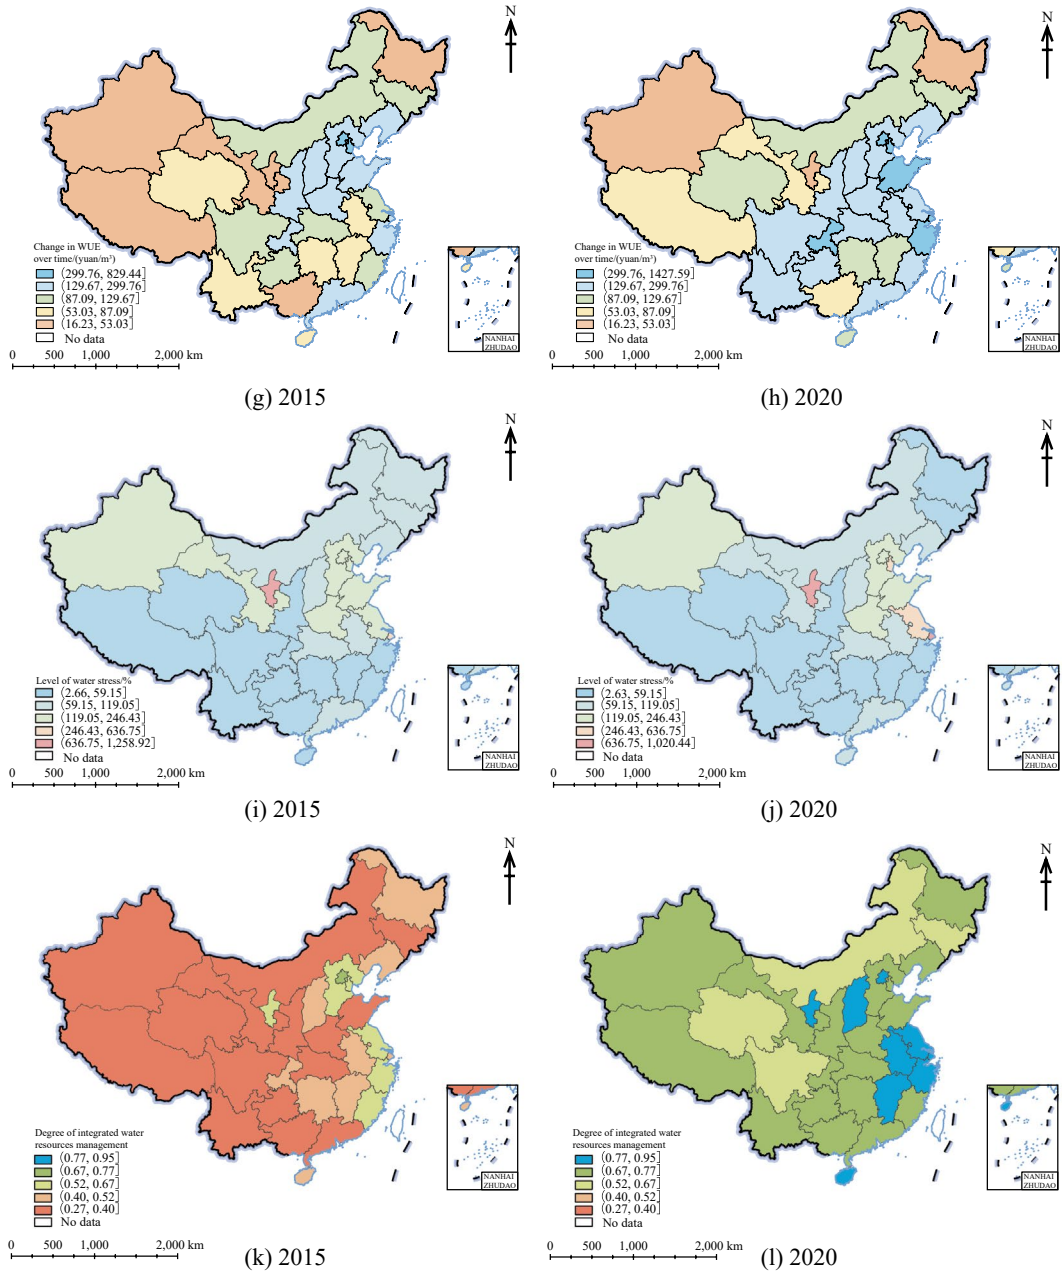 N
Change in WUE
over time/(yuan/m³)
(299.76, 829.44]
(129.67, 299.76]
(87.09, 129.67]
(53.03, 87.09]
(16.23, 53.03]
No data
0 500 1,000 2,000 km
NANHAI
ZHUDAO
(g) 2015
N
Change in WUE
over time/(yuan/m³)
(299.76, 1427.59]
(129.67, 299.76]
(87.09, 129.67]
(53.03, 87.09]
(16.23, 53.03]
No data
0 500 1,000 2,000 km
NANHAI
ZHUDAO
(h) 2020
N
Level of water stress/%
(2.66, 59.15]
(59.15, 119.05]
(119.05, 246.43]
(246.43, 636.75]
(636.75, 1,258.92]
No data
0 500 1,000 2,000 km
NANHAI
ZHUDAO
(i) 2015
N
Level of water stress/%
(2.63, 59.15]
(59.15, 119.05]
(119.05, 246.43]
(246.43, 636.75]
(636.75, 1,020.44]
No data
0 500 1,000 2,000 km
NANHAI
ZHUDAO
(j) 2020
N
Degree of integrated water
resources management
(0.77, 0.95]
(0.67, 0.77]
(0.52, 0.67]
(0.40, 0.52]
(0.27, 0.40]
No data
0 500 1,000 2,000 km
NANHAI
ZHUDAO
(k) 2015
N
Degree of integrated water
resources management
(0.77, 0.95]
(0.67, 0.77]
(0.52, 0.67]
(0.40, 0.52]
(0.27, 0.40]
No data
0 500 1,000 2,000 km
NANHAI
ZHUDAO
(l) 2020